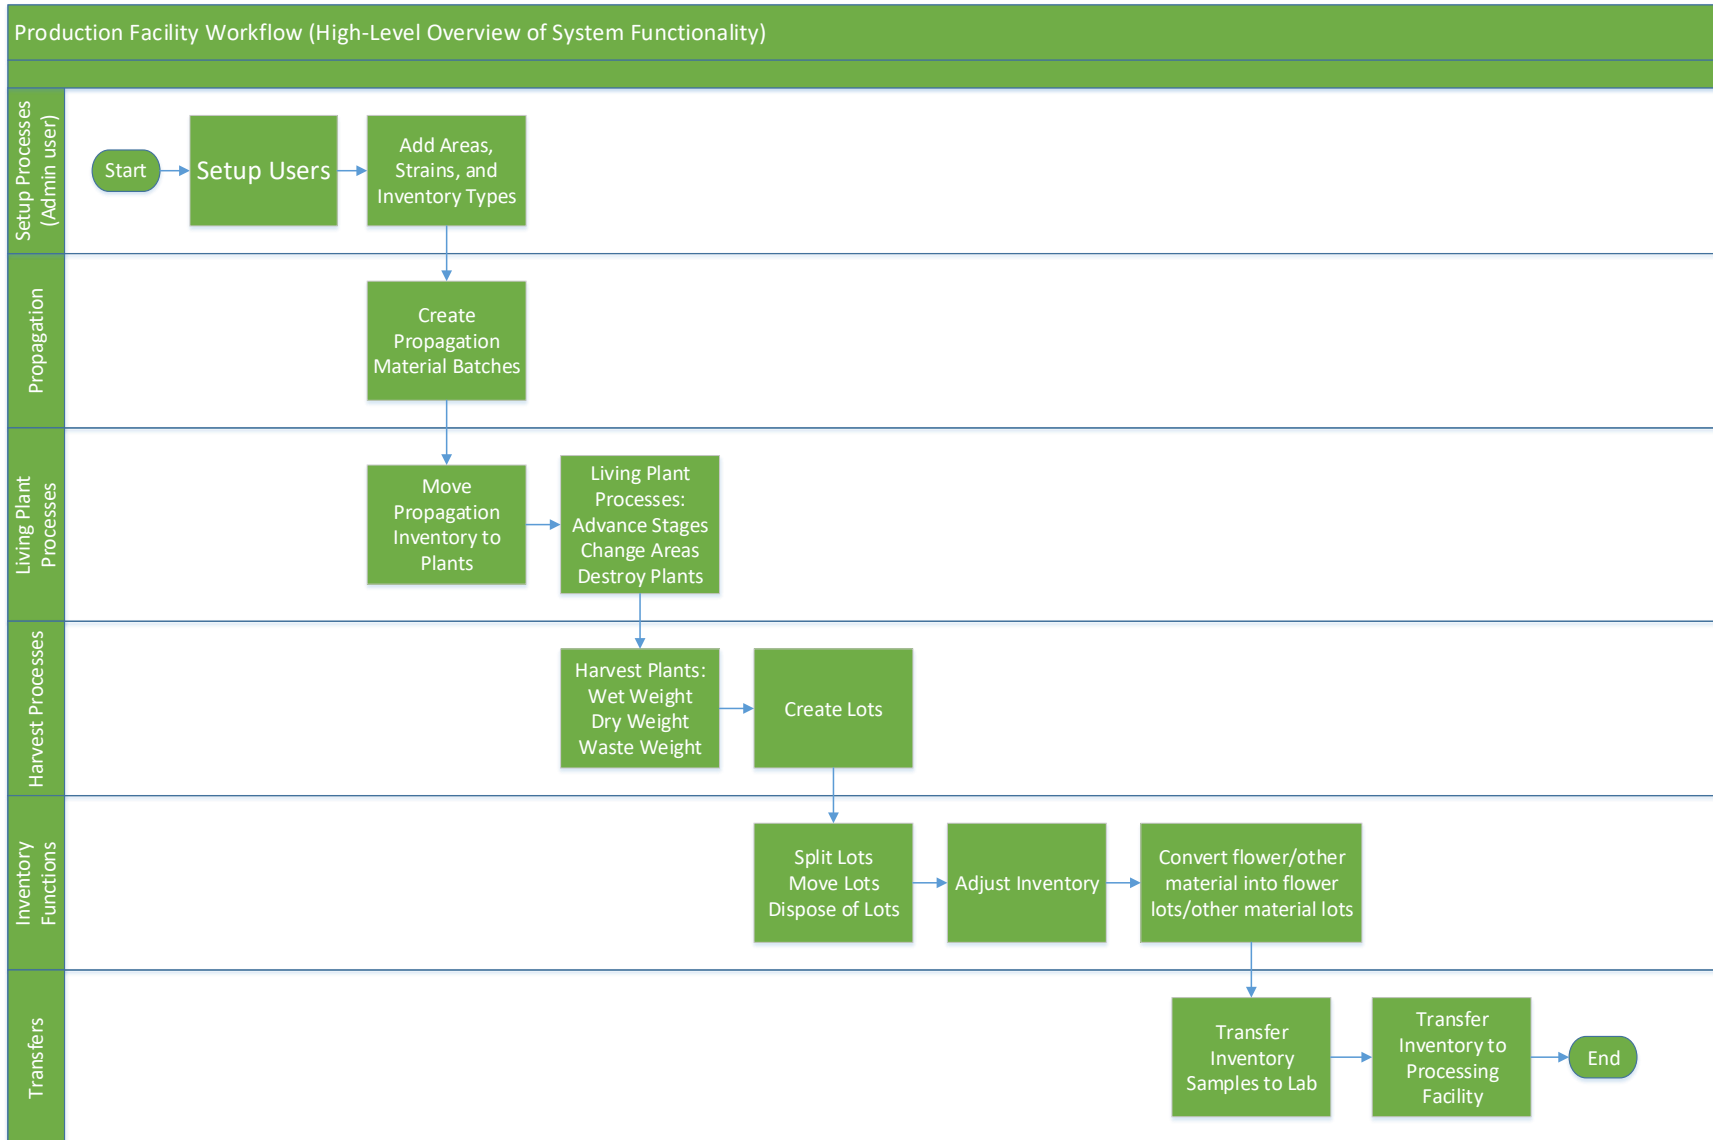 Production Facility Workflow (High-Level Overview of System Functionality)
Setup Processes
(Admin user)
Start
Setup Users
Add Areas,
Strains, and
Inventory Types
Propagation
Create
Propagation
Material Batches
Living Plant
Processes
Move
Propagation
Inventory to
Plants
Living Plant
Processes:
Advance Stages
Change Areas
Destroy Plants
Harvest Processes
Harvest Plants:
Wet Weight
Dry Weight
Waste Weight
Create Lots
Inventory
Functions
Split Lots
Move Lots
Dispose of Lots
Adjust Inventory
Convert flower/other
material into flower
lots/other material lots
Transfers
Transfer
Inventory
Samples to Lab
Transfer
Inventory to
Processing
Facility
End